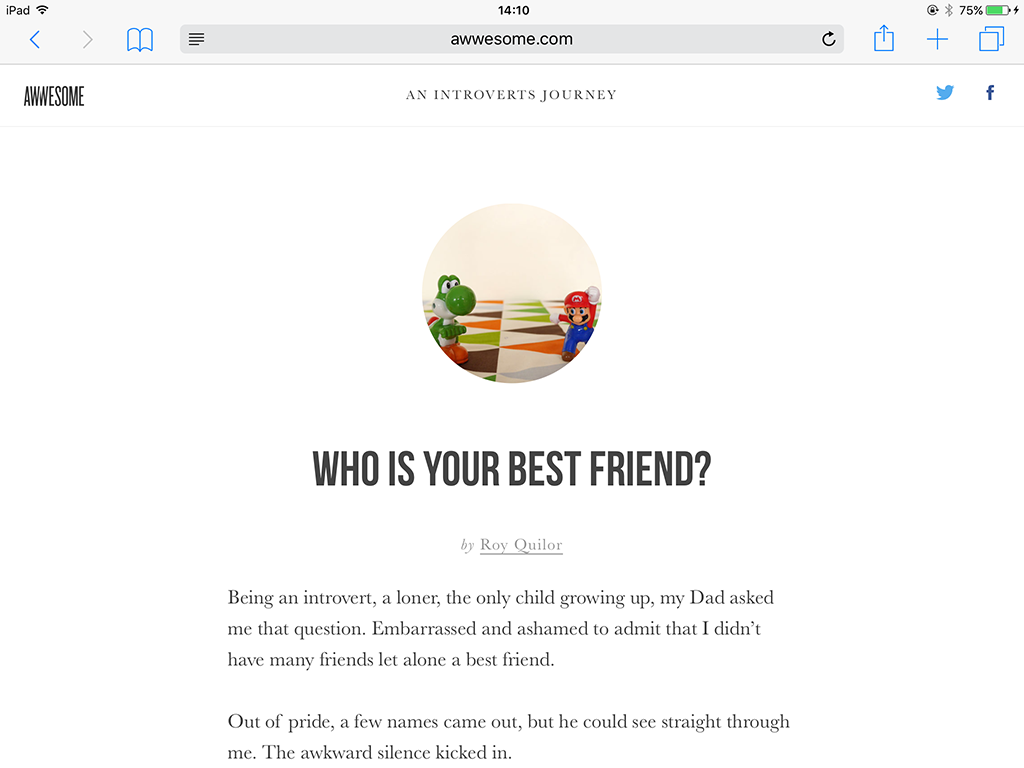 iPad 14:10 75%
awwesome.com
AWWESOME AN INTROVERTS JOURNEY
WHO IS YOUR BEST FRIEND?
by Roy Quilor
Being an introvert, a loner, the only child growing up, my Dad asked
me that question. Embarrassed and ashamed to admit that I didn’t
have many friends let alone a best friend.
Out of pride, a few names came out, but he could see straight through
me. The awkward silence kicked in.